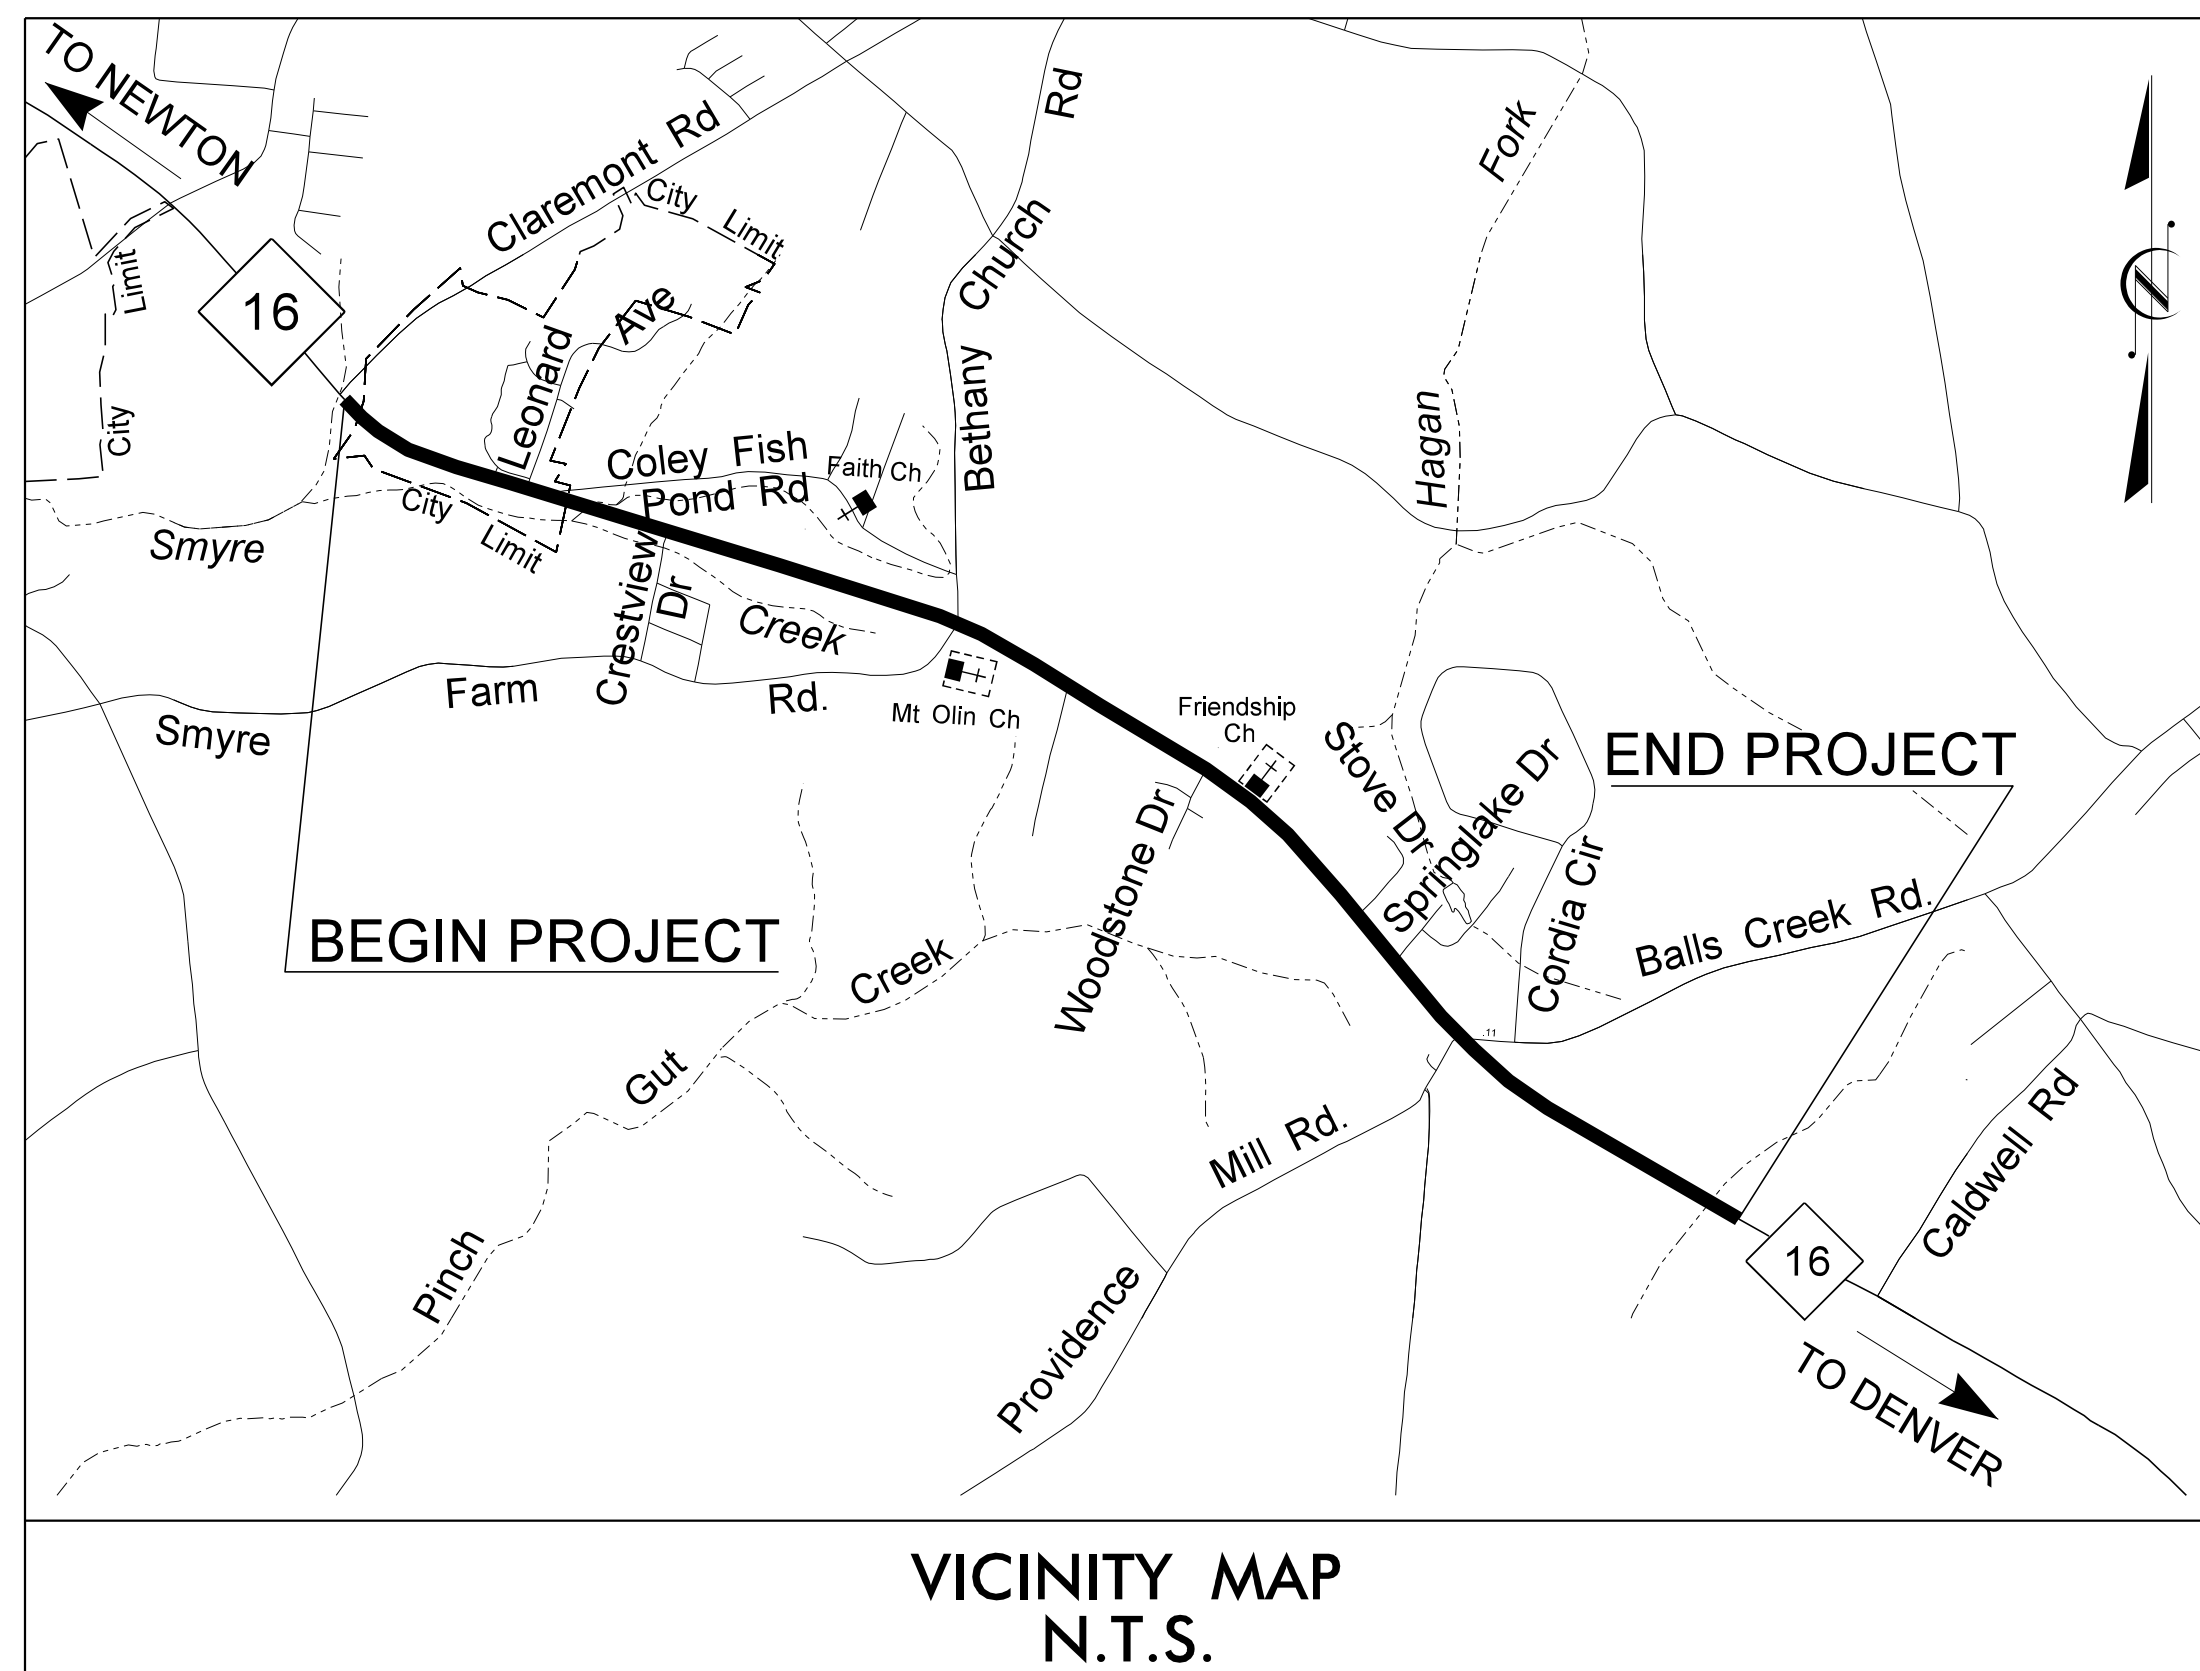 TO NEWTON
16
Claremont Rd
City Limit
City Limit
Leonard Ave
Bethany Church Rd
Hagan Fork
Coley Fish
Pond Rd
Faith Ch
City Limit
Smyre Creek
Crestview
Dr
Smyre Farm Rd.
Mt Olin Ch
Friendship
Ch
Stove Dr
Springlake Dr
END PROJECT
BEGIN PROJECT
Woodstone Dr
Cordia Cir
Balls Creek Rd.
.11
Pinch Gut Creek
Providence Mill Rd.
Caldwell Rd
16
TO DENVER
N
VICINITY MAP
N.T.S.